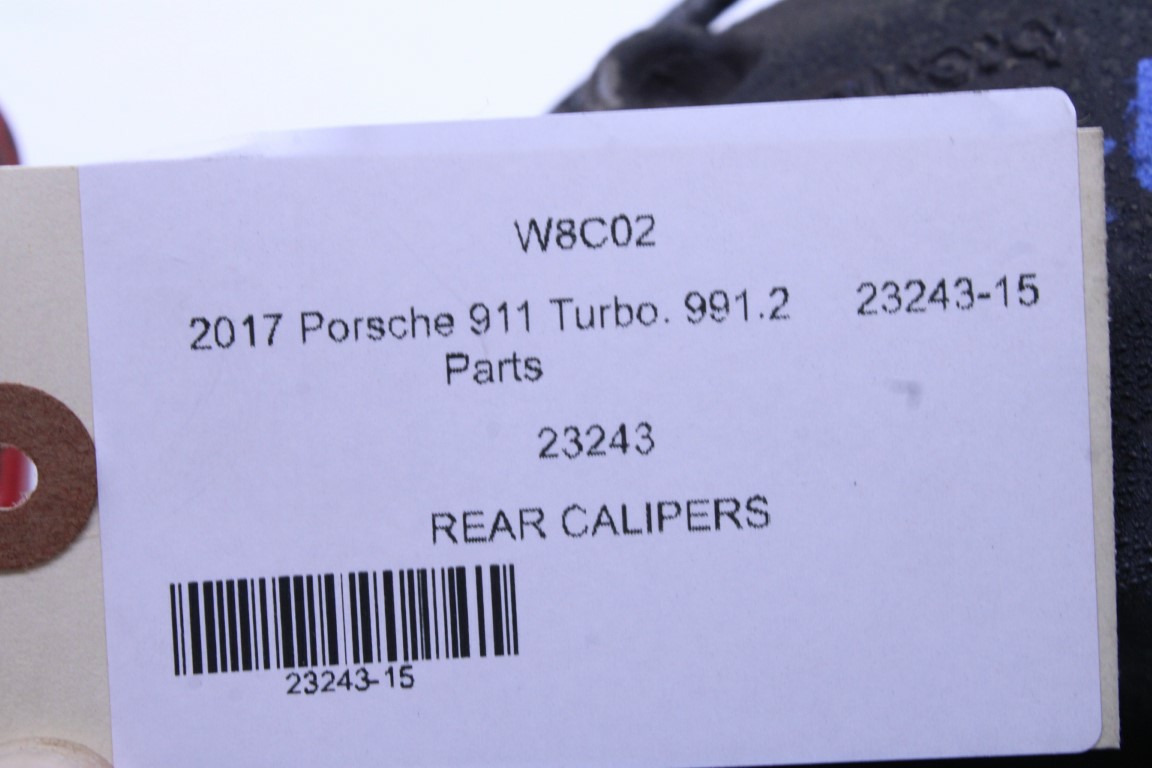 W8C02
2017 Porsche 911 Turbo. 991.2 23243-15
Parts
23243
REAR CALIPERS
23243-15